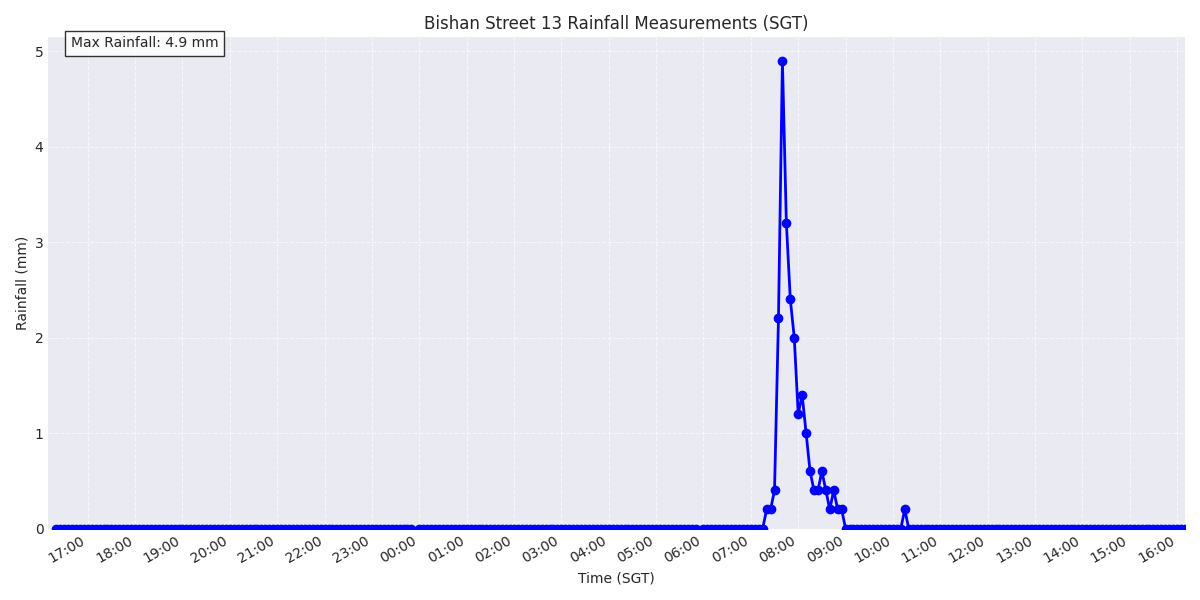 Bishan Street 13 Rainfall Measurements (SGT)
Max Rainfall: 4.9 mm
Rainfall (mm)
5
4
3
2
1
0
17:00 18:00 19:00 20:00 21:00 22:00 23:00 00:00 01:00 02:00 03:00 04:00 05:00 06:00 07:00 08:00 09:00 10:00 11:00 12:00 13:00 14:00 15:00 16:00
Time (SGT)